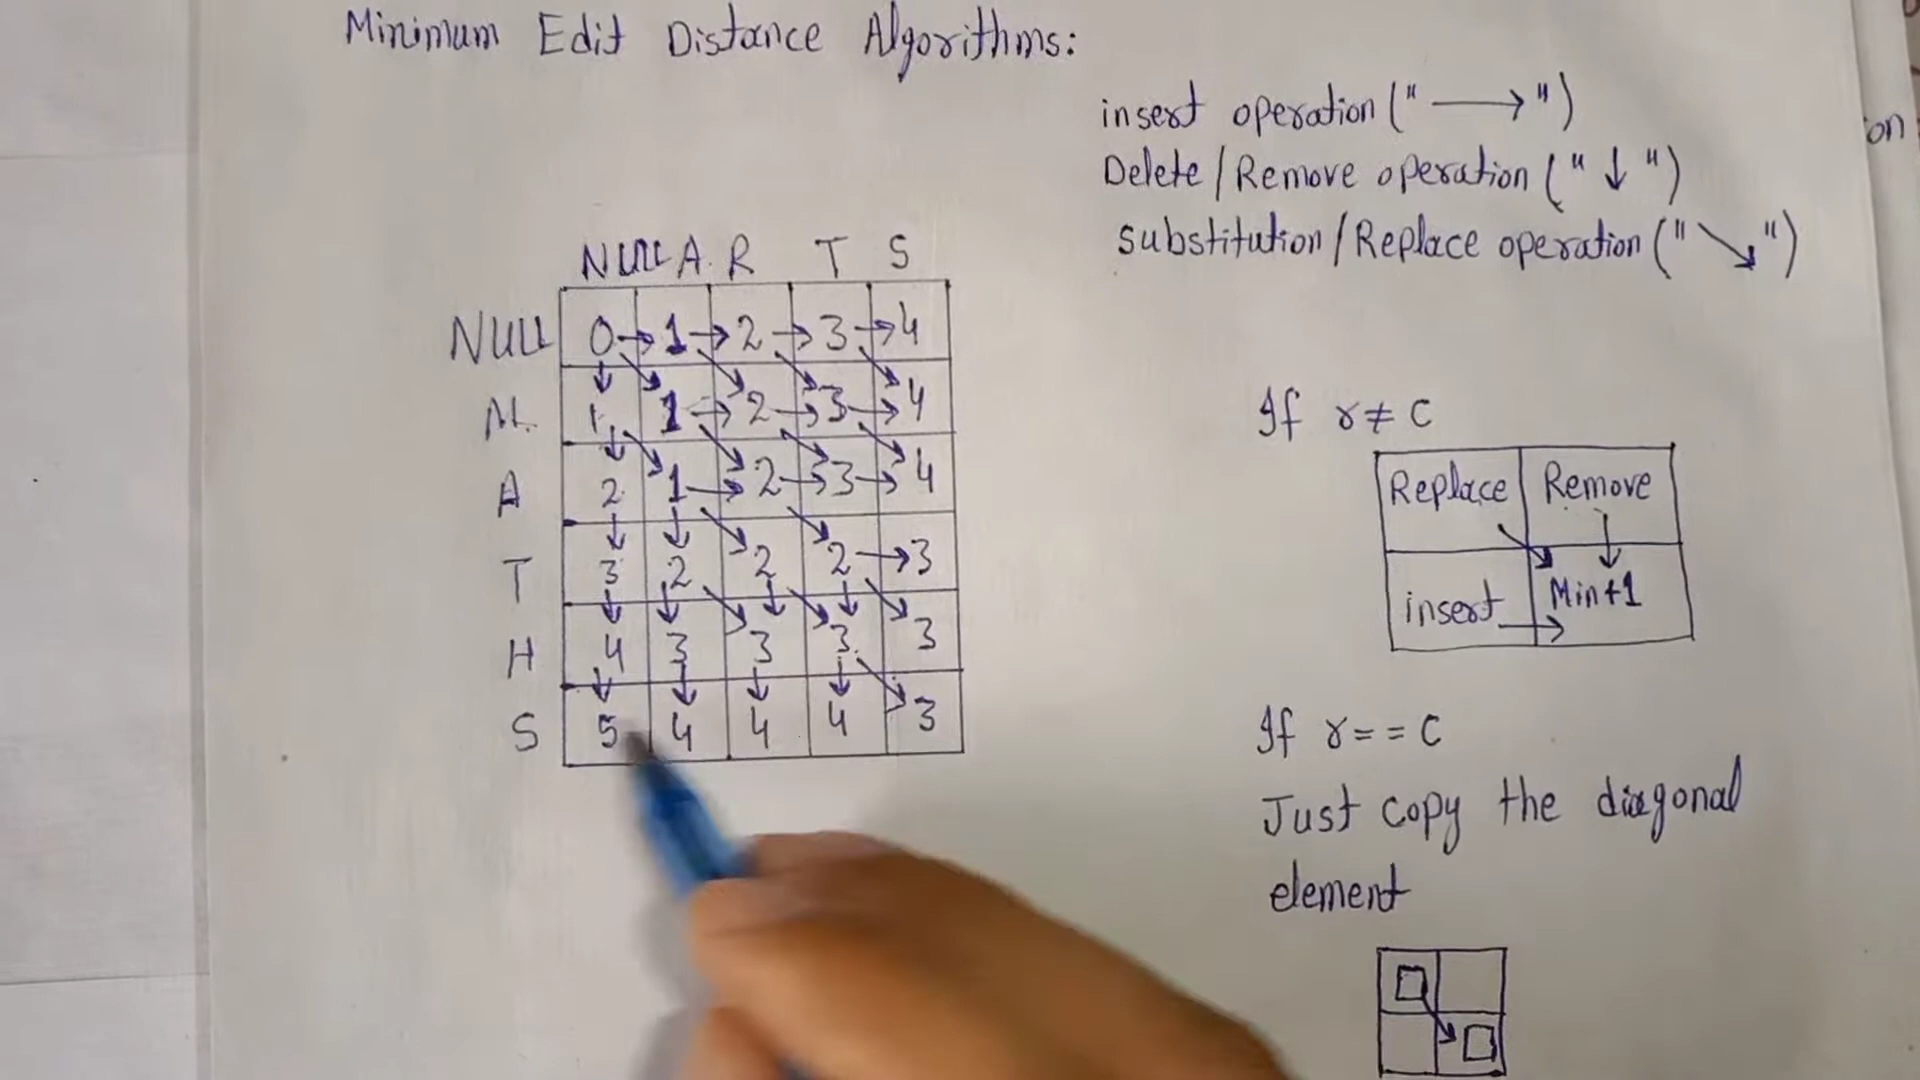 Minimum Edit Distance Algorithms:
insert operation ("→")
Delete/Remove operation ("↓")
on
substitution/Replace operation ("↘")
NULL A R T S
NULL 0→1→2→3→4
M 1 1→2→3→4
A 2 1→2→3→4
T 3 2 2 2→3
H 4 3 3 3 3
S 5 4 4 4 3
If r ≠ c
Replace Remove
insert → Min+1
If r = = c
Just copy the diagonal
element